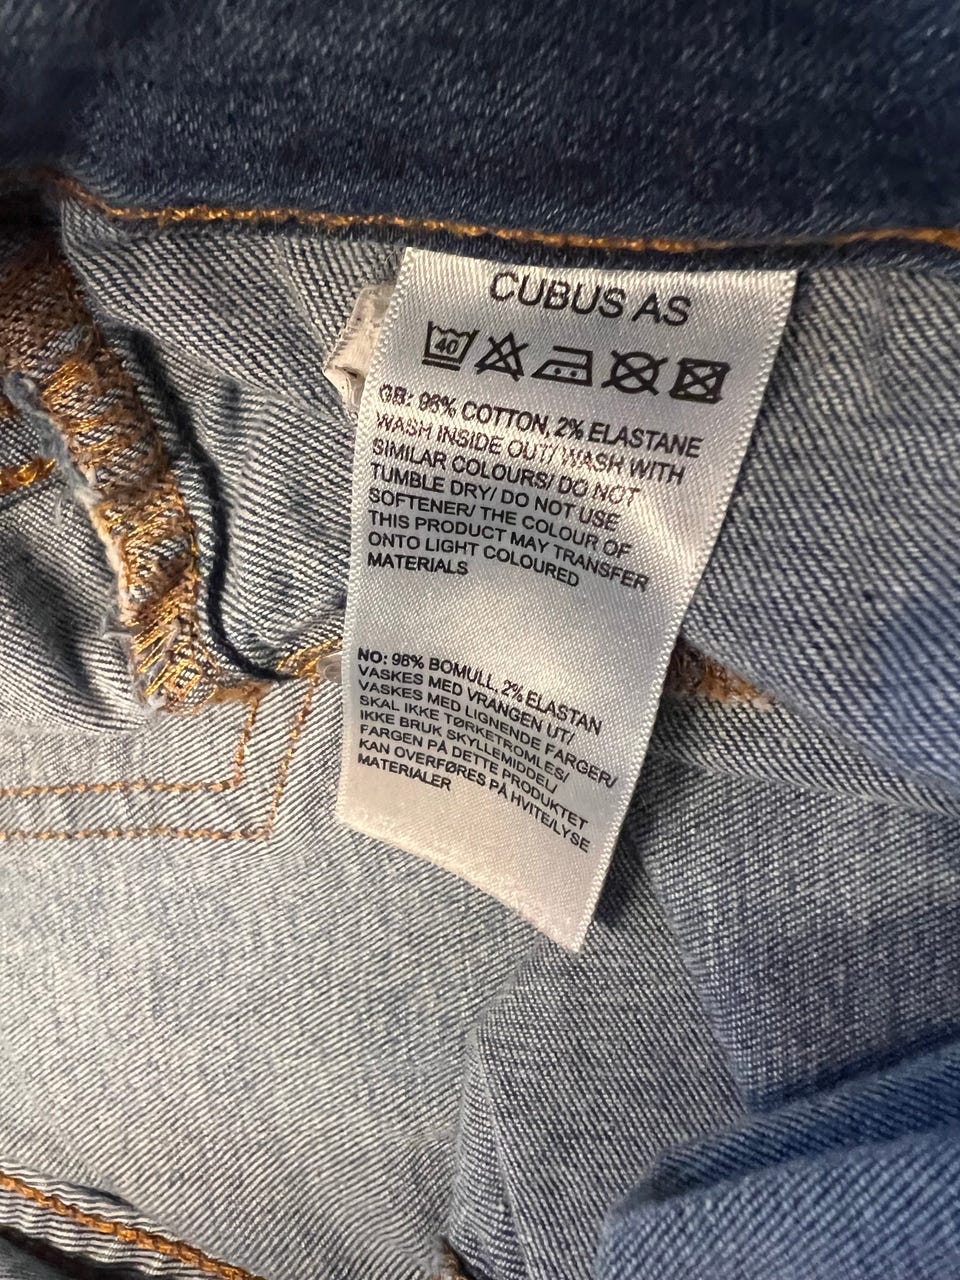 CUBUS AS
40
GB: 98% COTTON, 2% ELASTANE
WASH INSIDE OUT/ WASH WITH
SIMILAR COLOURS/ DO NOT
TUMBLE DRY/ DO NOT USE
SOFTENER/ THE COLOUR OF
THIS PRODUCT MAY TRANSFER
ONTO LIGHT COLOURED
MATERIALS
NO: 98% BOMULL, 2% ELASTAN
VASKES MED VRANGEN UT/
VASKES MED LIGNENDE FARGER/
SKAL IKKE TØRKETROMLES/
IKKE BRUK SKYLLEMIDDEL/
FARGEN PÅ DETTE PRODUKTET
KAN OVERFØRES PÅ HVITE/LYSE
MATERIALER